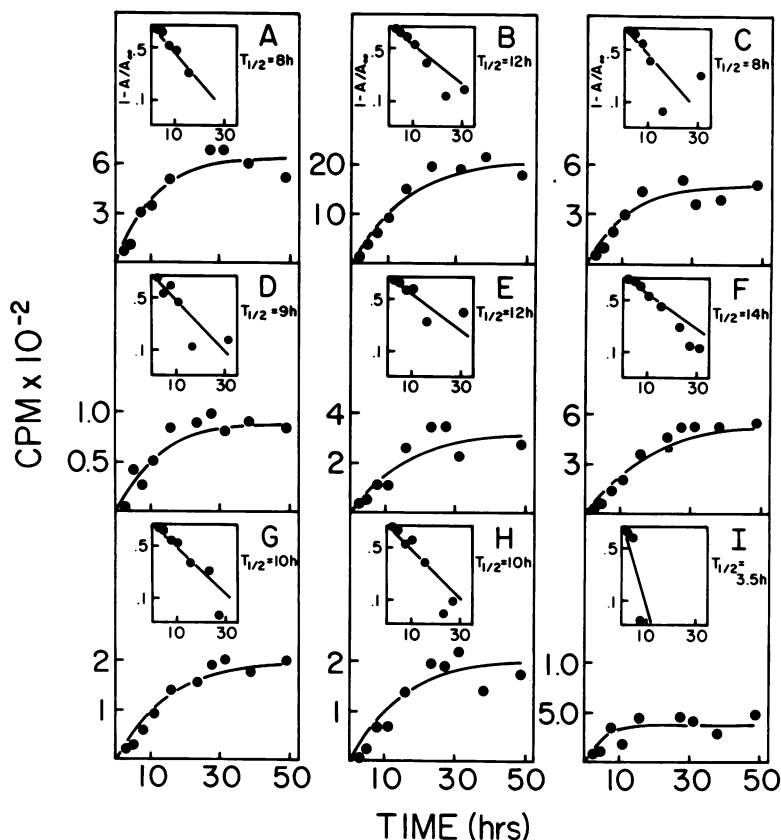 A
1-A/A∞
.5
.1
10 30
T1/2=8h
6
3
B
.5
.1
10 30
T1/2=12h
20
10
C
1-A/A∞
.5
.1
10 30
T1/2=8h
6
3
D
.5
.1
10 30
T1/2=9h
1.0
0.5
E
.5
.1
10 30
T1/2=12h
4
2
F
.5
.1
10 30
T1/2=14h
6
3
G
.5
.1
10 30
T1/2=10h
2
1
10 30 50
H
.5
.1
10 30
T1/2=10h
2
1
10 30 50
I
.5
.1
10 30
T1/2=
3.5h
1.0
5.0
10 30 50
CPM x 10-2
TIME (hrs)